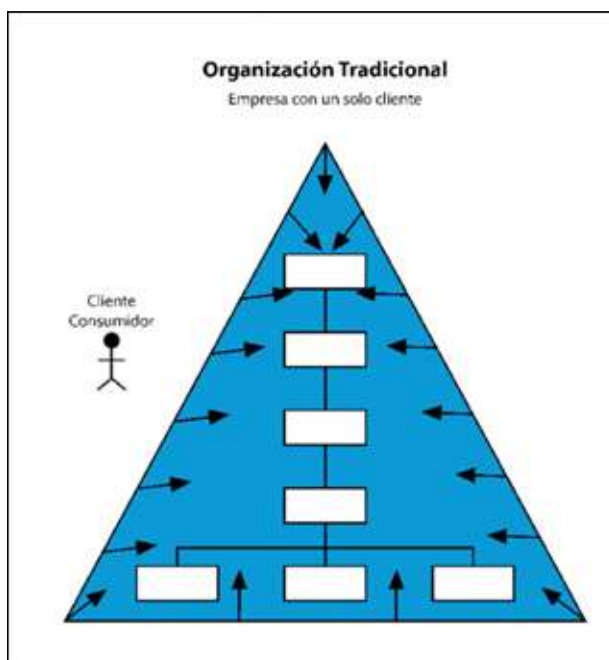 Organización Tradicional
Empresa con un solo cliente
Cliente
Consumidor